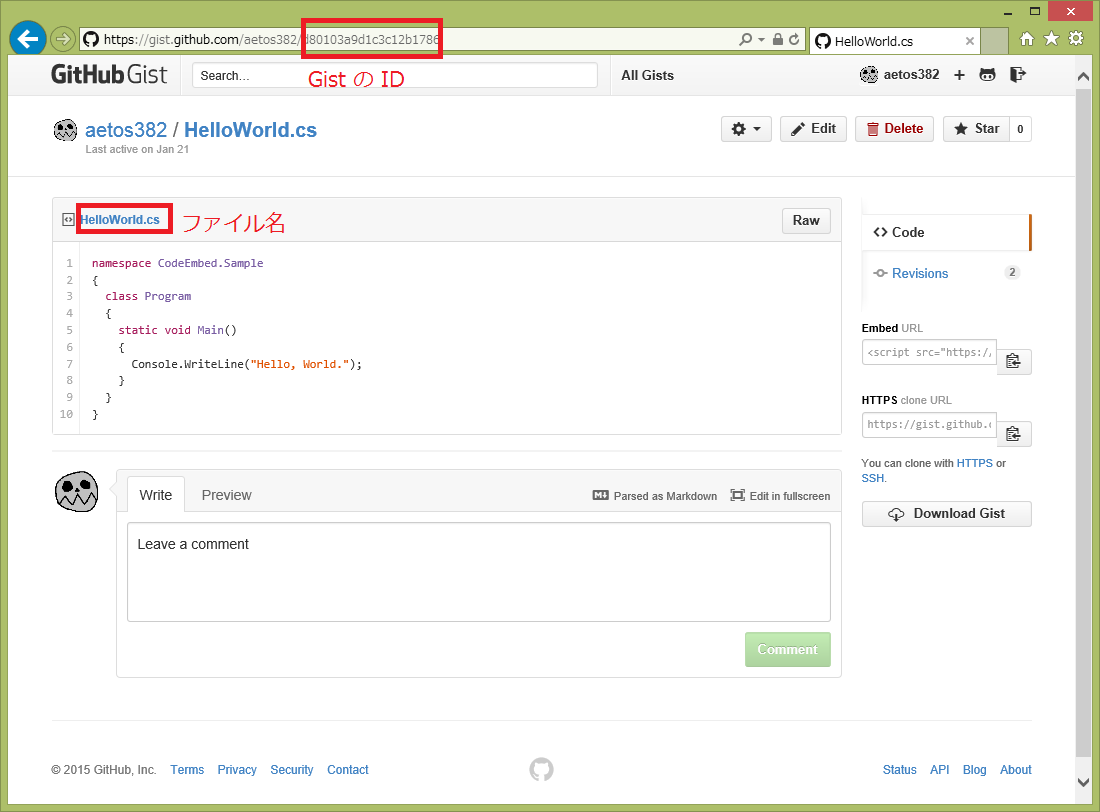 https://gist.github.com/aetos382/d80103a9d1c3c12b1786
HelloWorld.cs
GitHub Gist
Search...
Gist の ID
All Gists
aetos382
aetos382 / HelloWorld.cs
Last active on Jan 21
Edit
Delete
Star
0
HelloWorld.cs
ファイル名
Raw
1 namespace CodeEmbed.Sample
2 {
3 class Program
4 {
5 static void Main()
6 {
7 Console.WriteLine("Hello, World.");
8 }
9 }
10 }
Code
Revisions
2
Embed URL
<script src="https:/
HTTPS clone URL
https://gist.github.c
You can clone with HTTPS or
SSH.
Download Gist
Write
Preview
Parsed as Markdown
Edit in fullscreen
Leave a comment
Comment
© 2015 GitHub, Inc.
Terms
Privacy
Security
Contact
Status
API
Blog
About